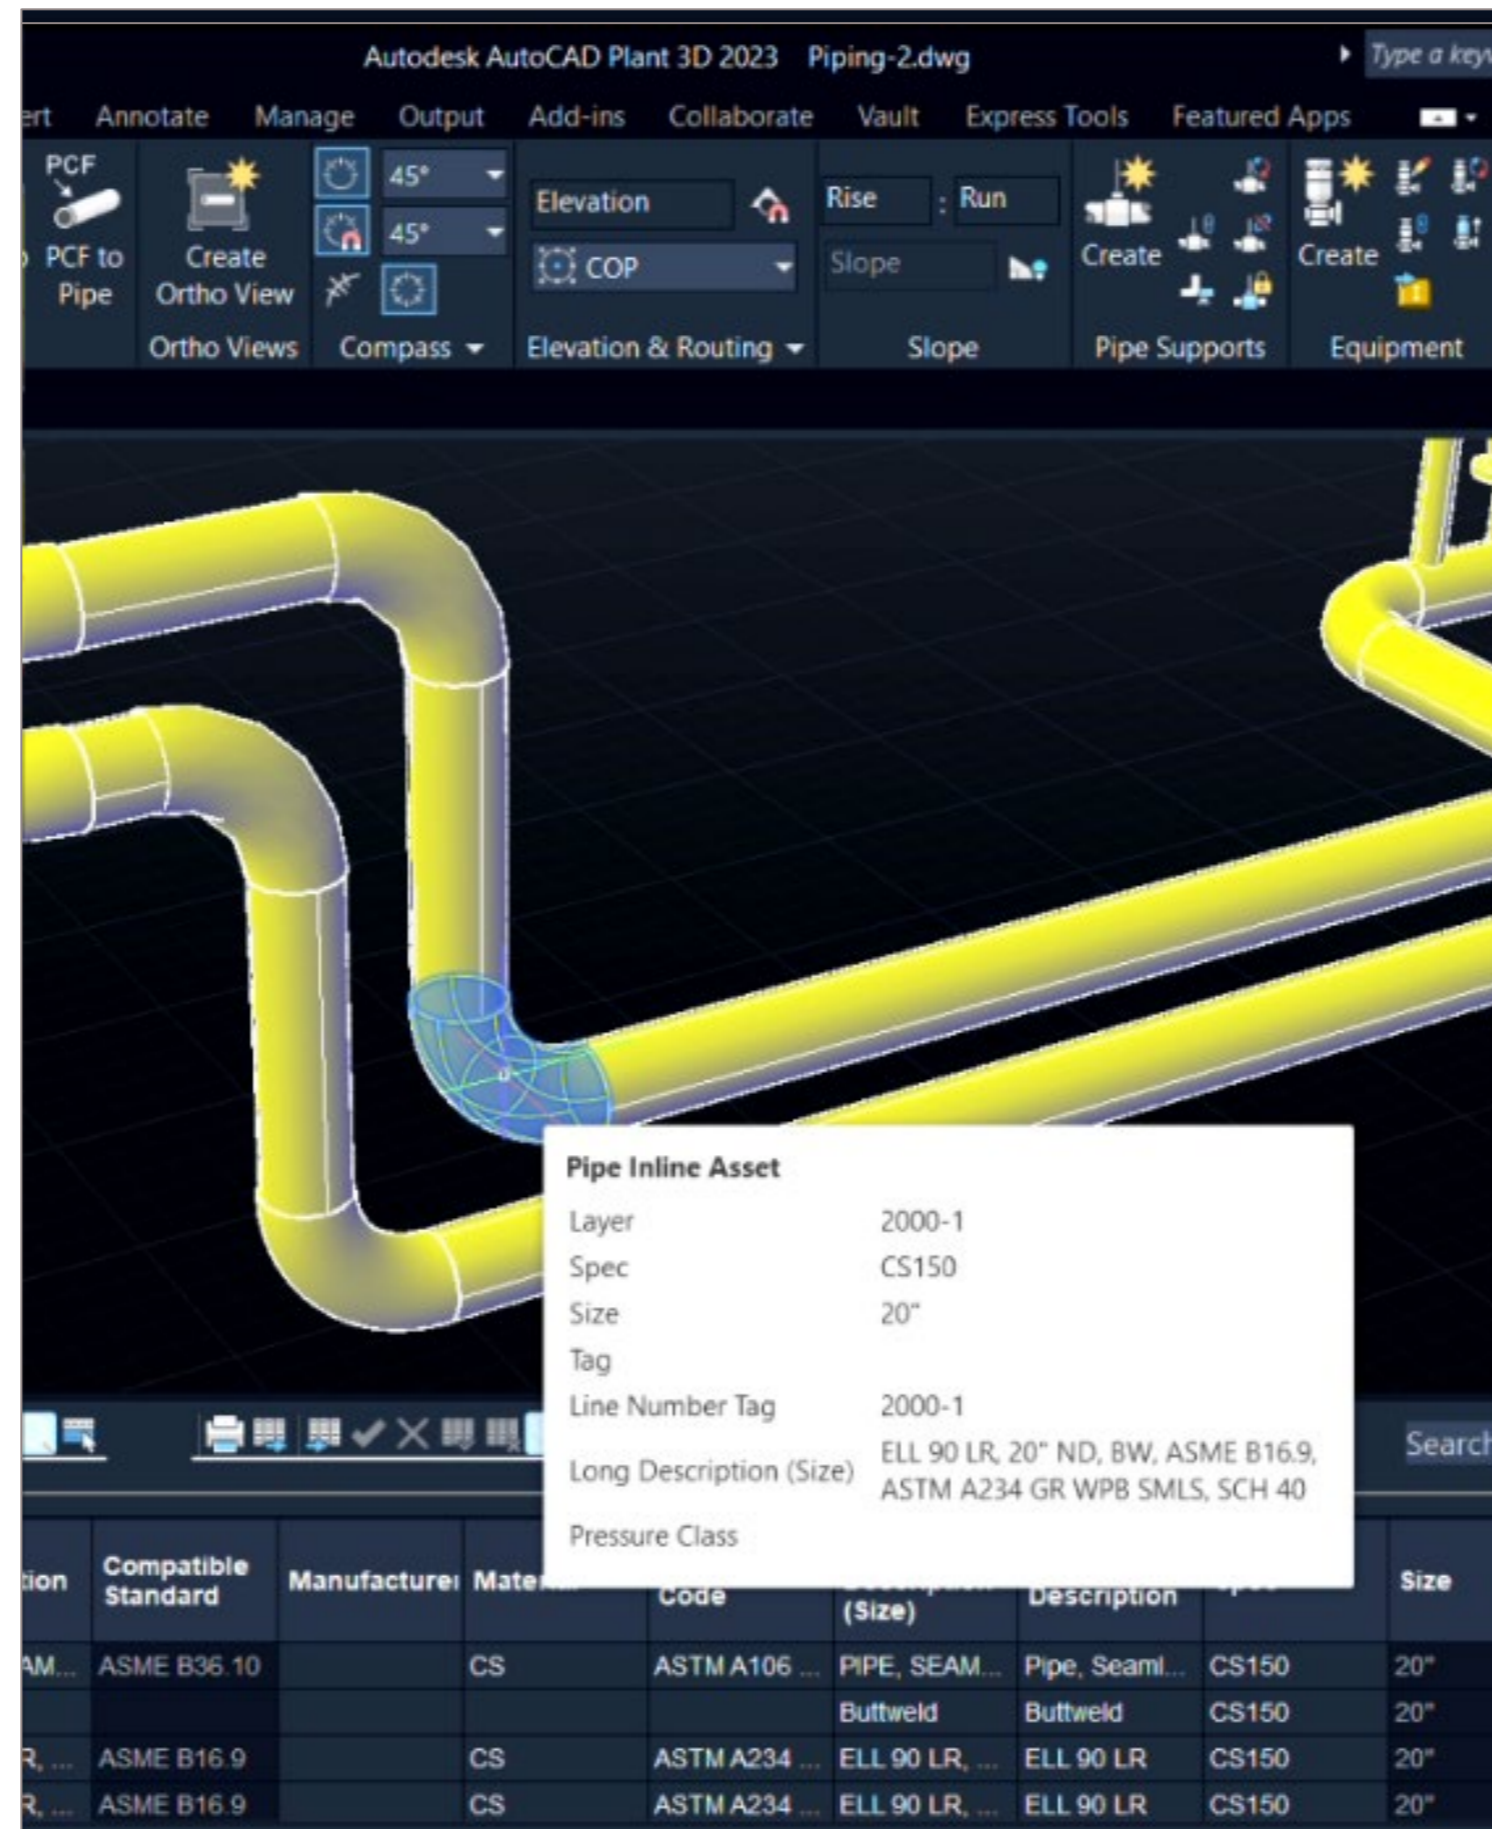 Autodesk AutoCAD Plant 3D 2023 Piping-2.dwg
Annotate Manage Output Add-ins Collaborate Vault Express Tools Featured Apps
PCF
PCF to
Pipe
Create
Ortho View
Ortho Views
45°
45°
Compass
Elevation
COP
Elevation & Routing
Rise : Run
Slope
Slope
Create
Pipe Supports
Create
Equipment
Type a
Pipe Inline Asset
Layer 2000-1
Spec CS150
Size 20"
Tag
Line Number Tag 2000-1
Long Description (Size) ELL 90 LR, 20" ND, BW, ASME B16.9,
ASTM A234 GR WPB SMLS, SCH 40
Pressure Class
Search
Compatible
Standard
Code
(Size)
Description
Size
ASME B36.10 CS ASTM A106 ... PIPE, SEAM... Pipe, Seaml... CS150 20"
Buttweld Buttweld CS150 20"
R, ... ASME B16.9 CS ASTM A234 ... ELL 90 LR, ... ELL 90 LR CS150 20"
R, ... ASME B16.9 CS ASTM A234 ... ELL 90 LR, ... ELL 90 LR CS150 20"